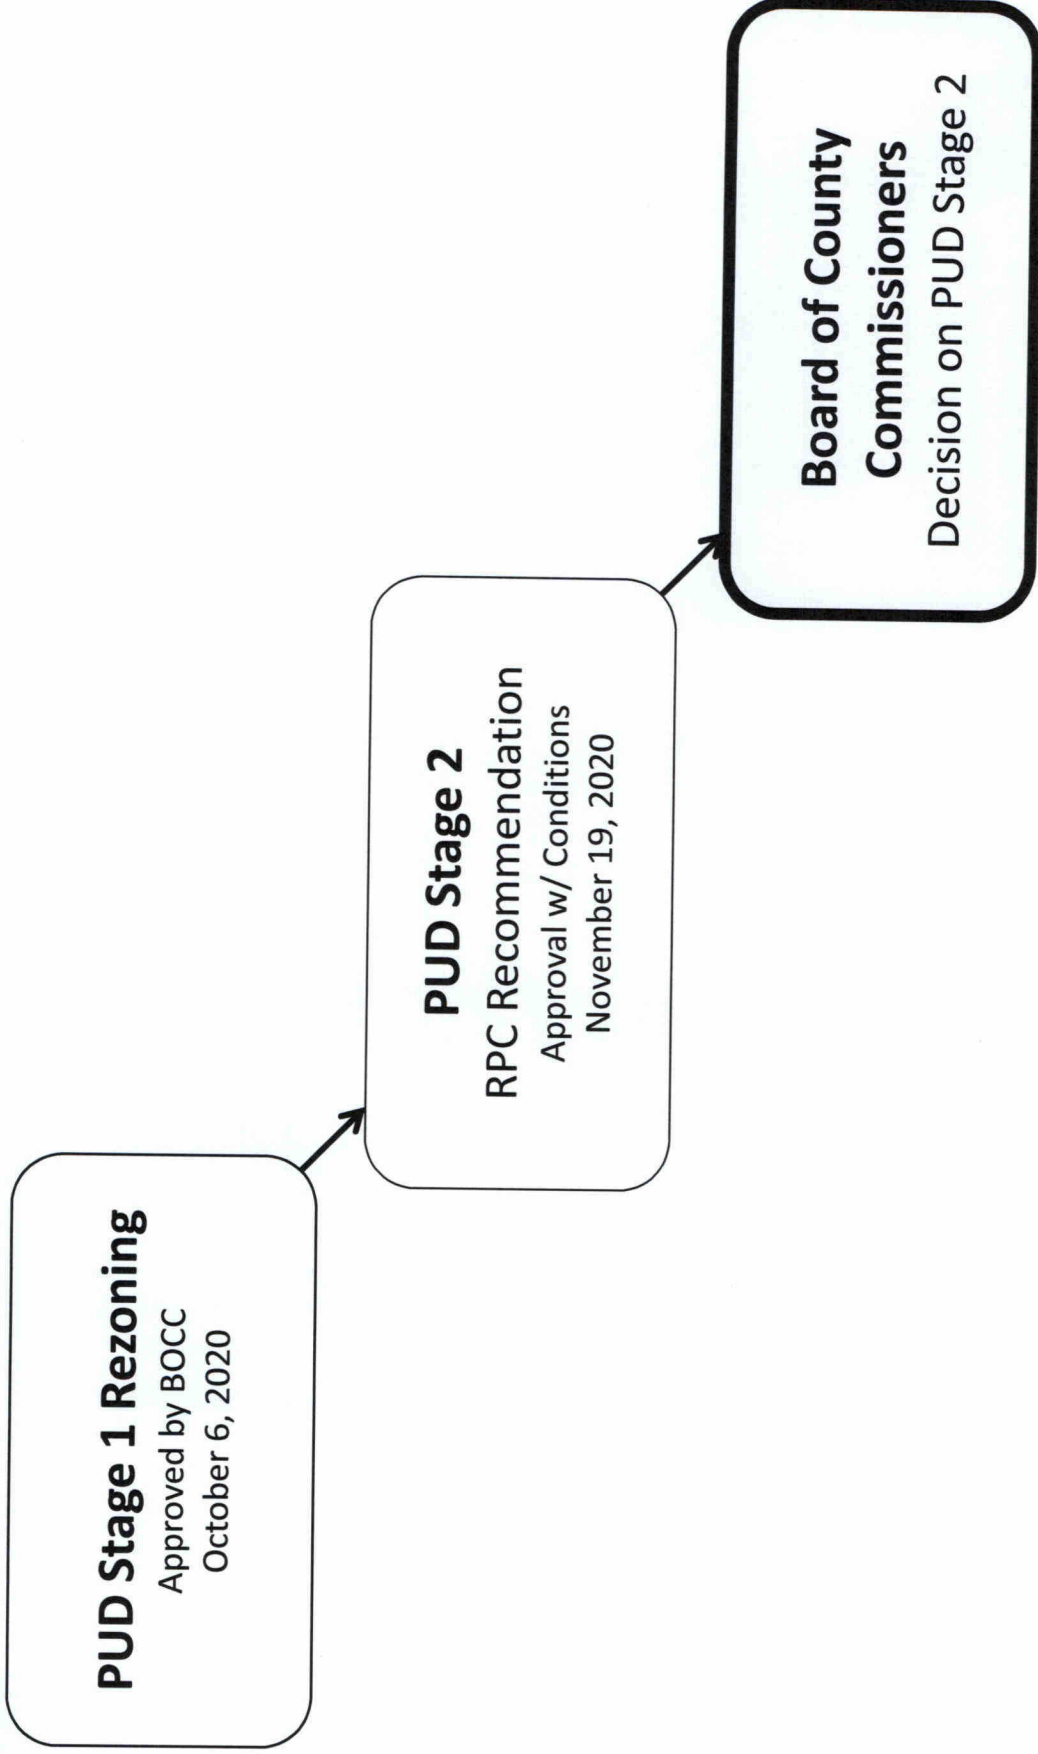 PUD Stage 1 Rezoning
Approved by BOCC
October 6, 2020
PUD Stage 2
RPC Recommendation
Approval w/ Conditions
November 19, 2020
Board of County
Commissioners
Decision on PUD Stage 2